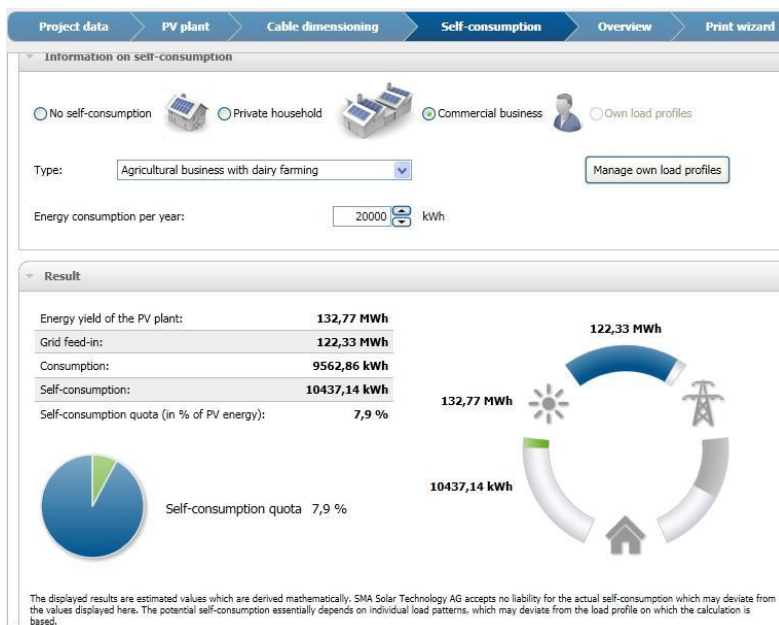 Project data PV plant Cable dimensioning Self-consumption Overview Print wizard
Information on self-consumption
No self-consumption Private household Commercial business Own load profiles
Type: Agricultural business with dairy farming Manage own load profiles
Energy consumption per year: 20000 kWh
Result
Energy yield of the PV plant: 132,77 MWh
Grid feed-in: 122,33 MWh
Consumption: 9562,86 kWh
Self-consumption: 10437,14 kWh
Self-consumption quota (in % of PV energy): 7,9 %
Self-consumption quota 7,9 %
122,33 MWh
132,77 MWh
10437,14 kWh
The displayed results are estimated values which are derived mathematically. SMA Solar Technology AG accepts no liability for the actual self-consumption which may deviate from
the values displayed here. The potential self-consumption essentially depends on individual load patterns, which may deviate from the load profile on which the calculation is
based.